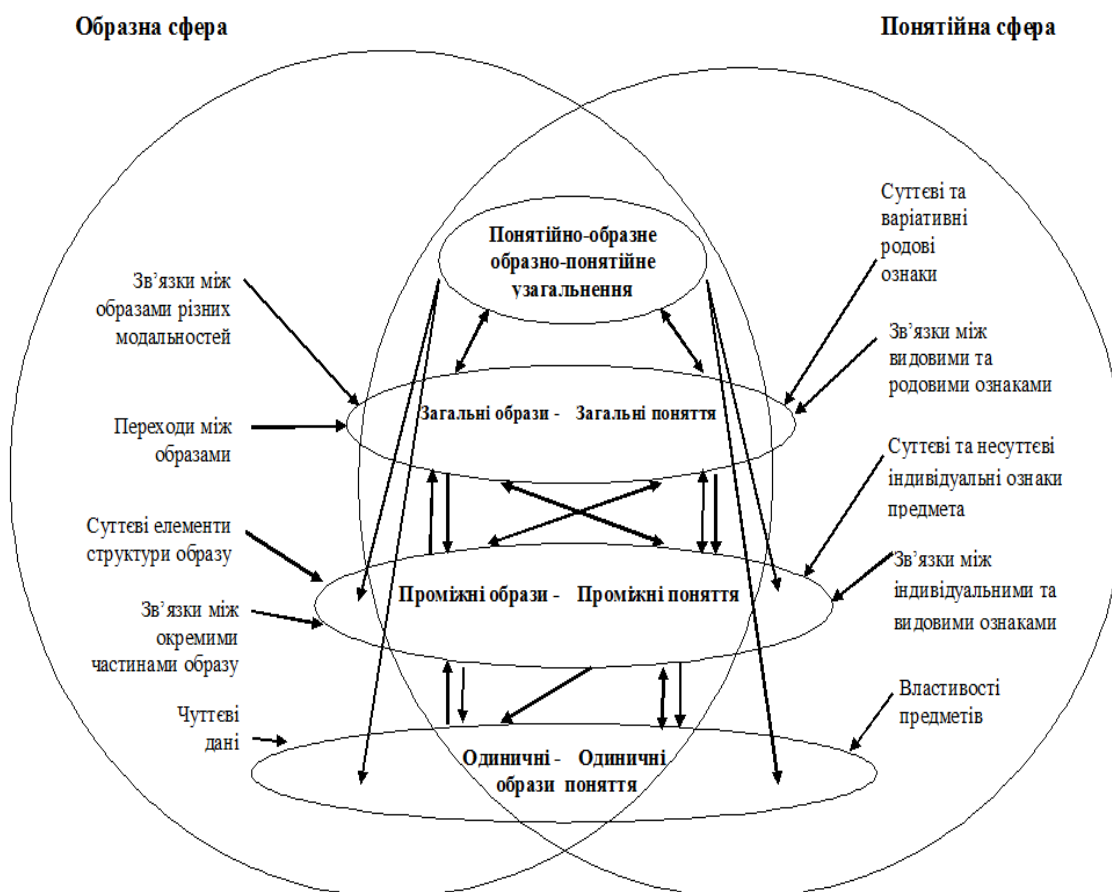 Образна сфера
Понятійна сфера
Суттєві та
варіативні
родові
ознаки
Понятійно-образне
образно-понятійне
узагальнення
Зв’язки між
образами різних
модальностей
Зв’язки між
видовими та
родовими ознаками
Загальні образи - Загальні поняття
Переходи між
образами
Суттєві та несуттєві
індивідуальні ознаки
предмета
Суттєві елементи
структури образу
Зв’язки між
індивідуальними та
видовими ознаками
Проміжні образи - Проміжні поняття
Зв’язки між
окремими
частинами образу
Властивості
предметів
Чуттєві
дані
Одиничні - Одиничні
образи поняття